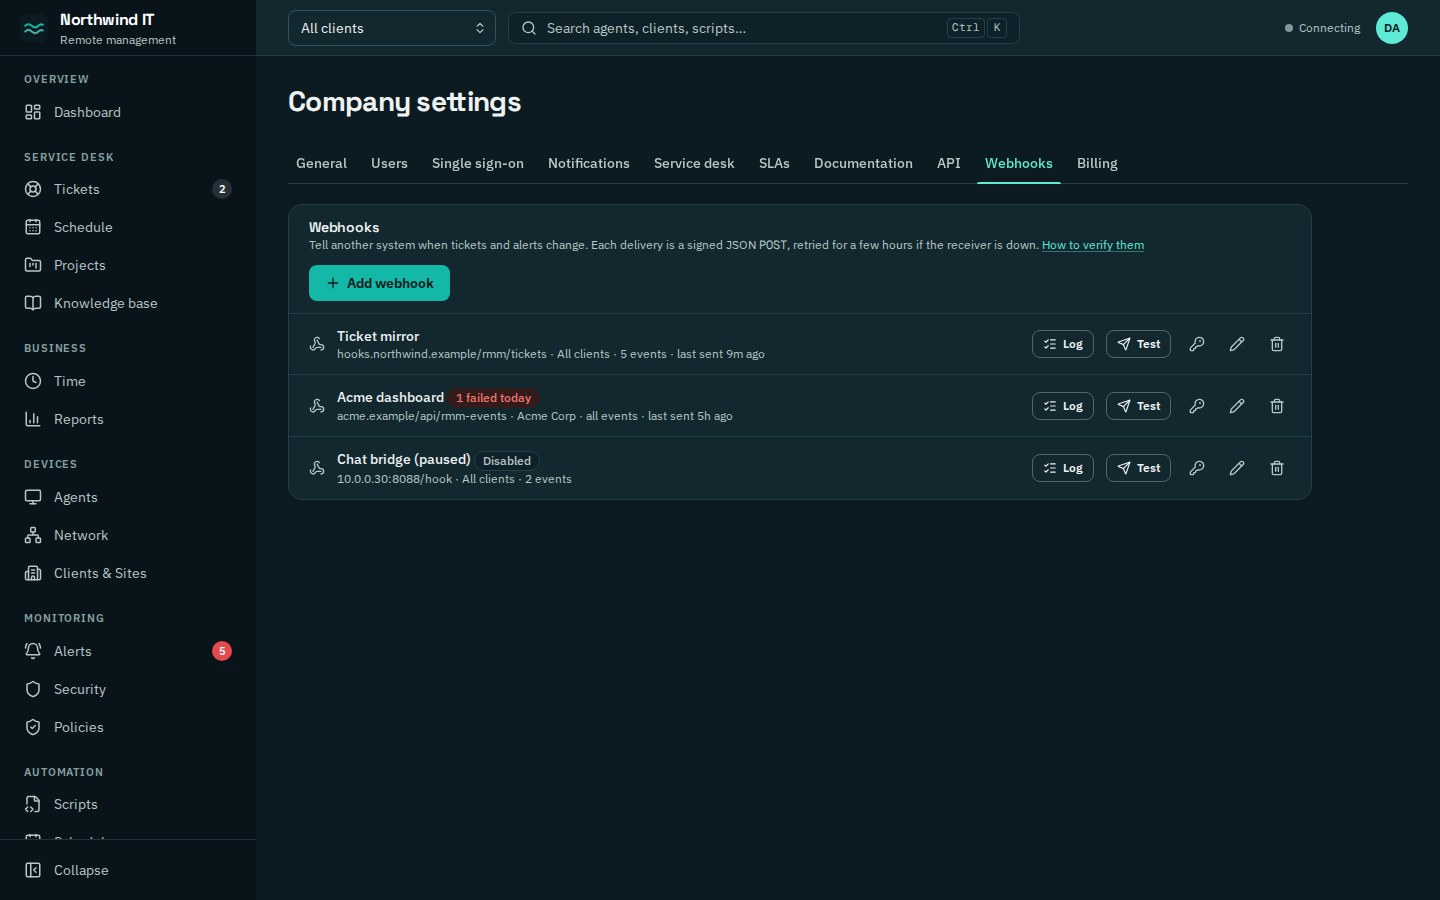 Northwind IT
Remote management
All clients
Search agents, clients, scripts...
Ctrl K
Connecting
DA
OVERVIEW
Dashboard
SERVICE DESK
Tickets 2
Schedule
Projects
Knowledge base
BUSINESS
Time
Reports
DEVICES
Agents
Network
Clients & Sites
MONITORING
Alerts 5
Security
Policies
AUTOMATION
Scripts
Collapse
Company settings
General Users Single sign-on Notifications Service desk SLAs Documentation API Webhooks Billing
Webhooks
Tell another system when tickets and alerts change. Each delivery is a signed JSON POST, retried for a few hours if the receiver is down. How to verify them
Add webhook
Ticket mirror
hooks.northwind.example/rmm/tickets · All clients · 5 events · last sent 9m ago
Log Test
Acme dashboard 1 failed today
acme.example/api/rmm-events · Acme Corp · all events · last sent 5h ago
Log Test
Chat bridge (paused) Disabled
10.0.0.30:8088/hook · All clients · 2 events
Log Test